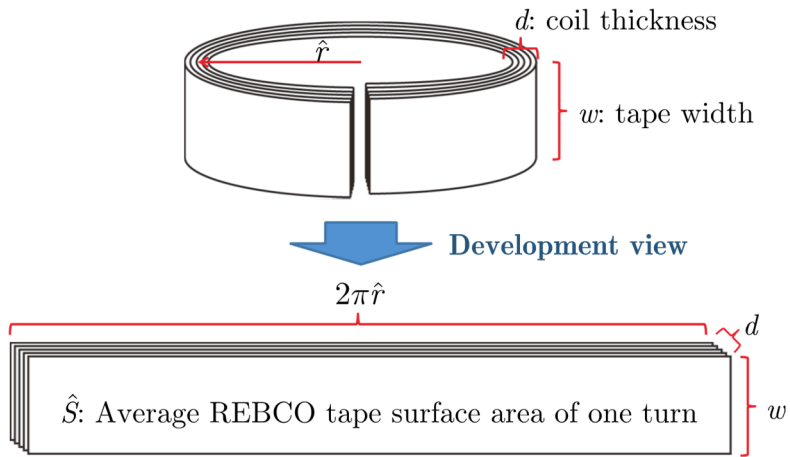 d: coil thickness
r̂
w: tape width
Development view
2πr̂
d
Ŝ: Average REBCO tape surface area of one turn
w